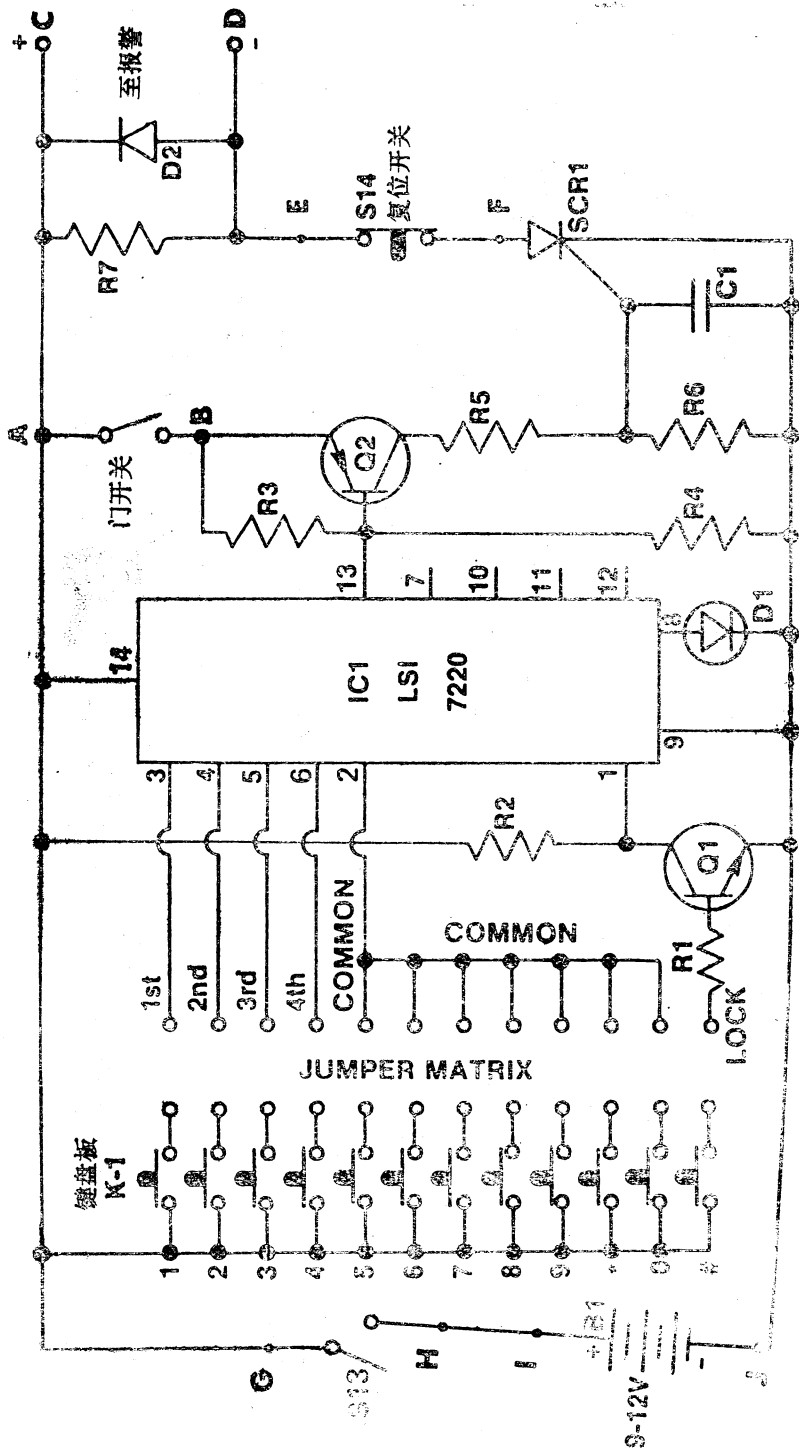 键盘板
K-1
1
2
3
4
5
6
7
8
9
*
0
#
G
S13
H
I
+
B1
9-12V
-
J
JUMPER MATRIX
1st
2nd
3rd
4th
COMMON
COMMON
LOCK
R1
Q1
R2
3
4
5
6
2
1
14
IC1
LSI
7220
13
7
10
11
12
8
9
D1
A
门开关
B
R3
Q2
R4
R5
R6
C1
R7
D2
至报警
+
C
D
-
E
S14
复位开关
F
SCR1